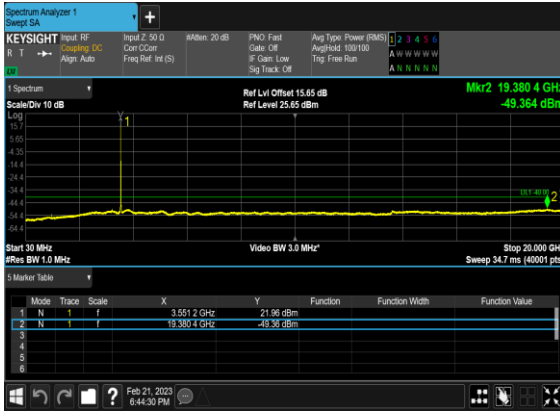 Spectrum Analyzer 1
Swept SA
+
KEYSIGHT Input: RF Input Z: 50 Ω #Atten: 20 dB PNO: Fast Avg Type: Power (RMS) 1 2 3 4 5 6
R T Coupling: DC Corr CCorr Gate: Off Avg|Hold: 100/100 A W W W W W
Align: Auto Freq Ref: Int (S) IF Gain: Low Trig: Free Run
Sig Track: Off A N N N N N
1 Spectrum Ref Lvl Offset 15.65 dB Mkr2 19.380 4 GHz
Scale/Div 10 dB Ref Level 25.65 dBm -49.364 dBm
Log
15.7
5.65
-4.35
-14.4
-24.4
-34.4
-44.4
-54.4
-64.4
1
2
Start 30 MHz Video BW 3.0 MHz* Stop 20.000 GH
#Res BW 1.0 MHz Sweep 34.7 ms (40001 pts
5 Marker Table
Mode Trace Scale X Y Function Function Width Function Value
1 N 1 f 3.551 2 GHz 21.96 dBm
2 N 1 f 19.380 4 GHz -49.36 dBm
3
4
5
6
? Feb 21, 2023
6:44:30 PM